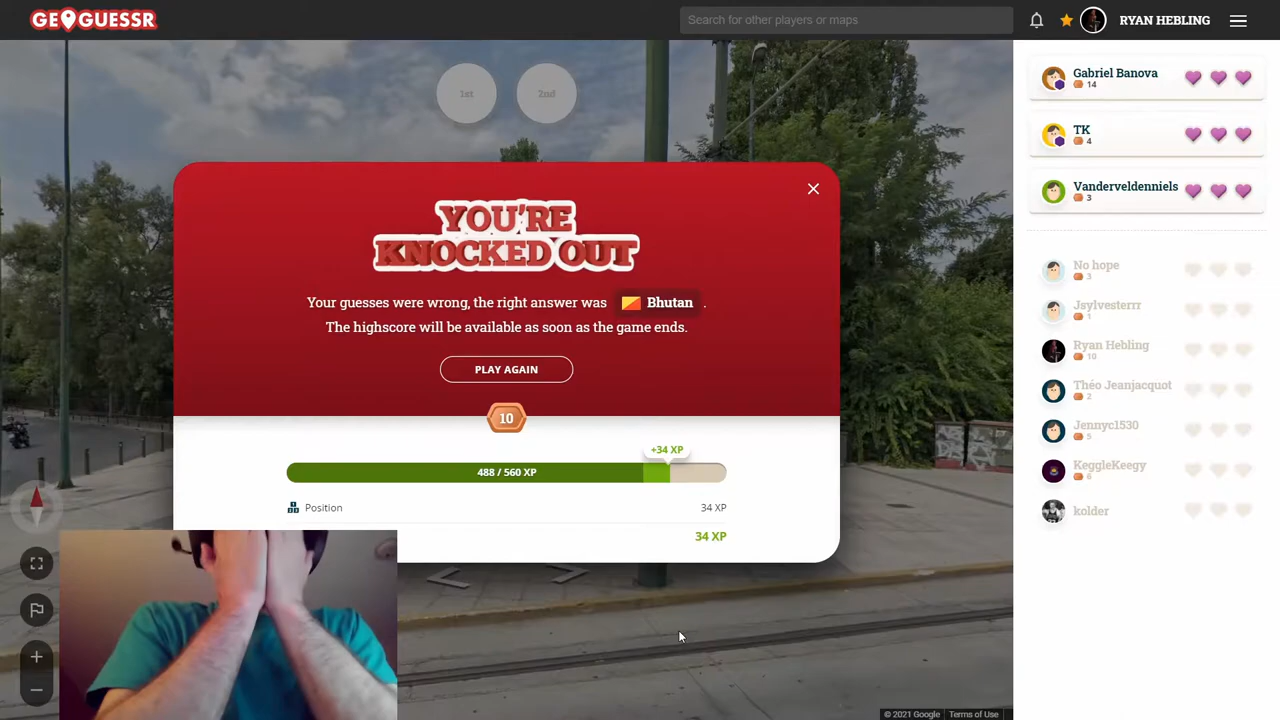 GEOGUESSR
Search for other players or maps
RYAN HEBLING
1st
2nd
YOU'RE
KNOCKED OUT
Your guesses were wrong, the right answer was Bhutan .
The highscore will be available as soon as the game ends.
PLAY AGAIN
10
+34 XP
488 / 560 XP
Position
34 XP
34 XP
Gabriel Banova
14
TK
4
Vanderveldenniels
3
No hope
3
Jsylvesterrr
1
Ryan Hebling
10
Théo Jeanjacquot
2
Jennyc1530
5
KeggleKeegy
6
kolder
© 2021 Google
Terms of Use